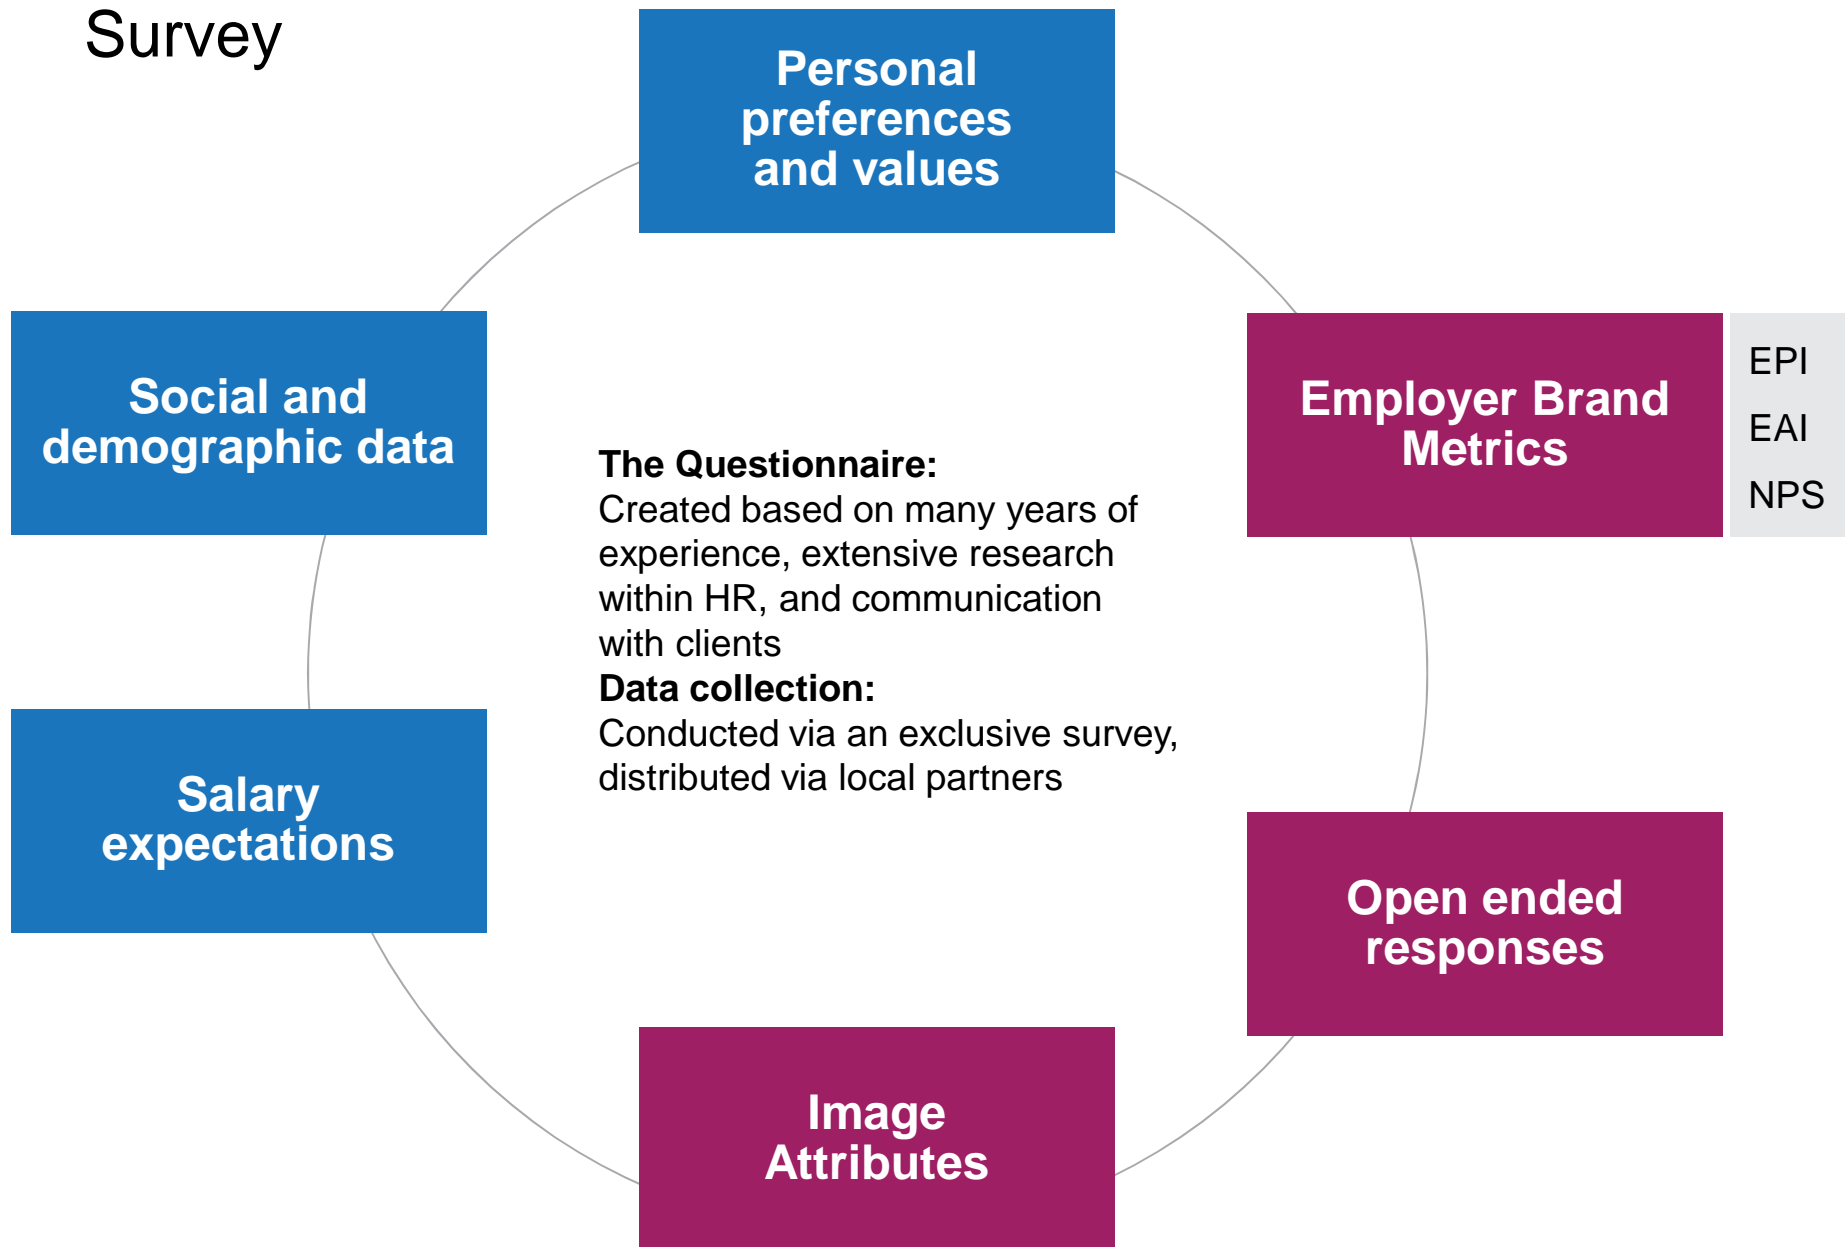 Survey
Personal
preferences
and values
Social and
demographic data
Employer Brand
Metrics
EPI
EAI
NPS
The Questionnaire:
Created based on many years of
experience, extensive research
within HR, and communication
with clients
Data collection:
Conducted via an exclusive survey,
distributed via local partners
Salary
expectations
Open ended
responses
Image
Attributes